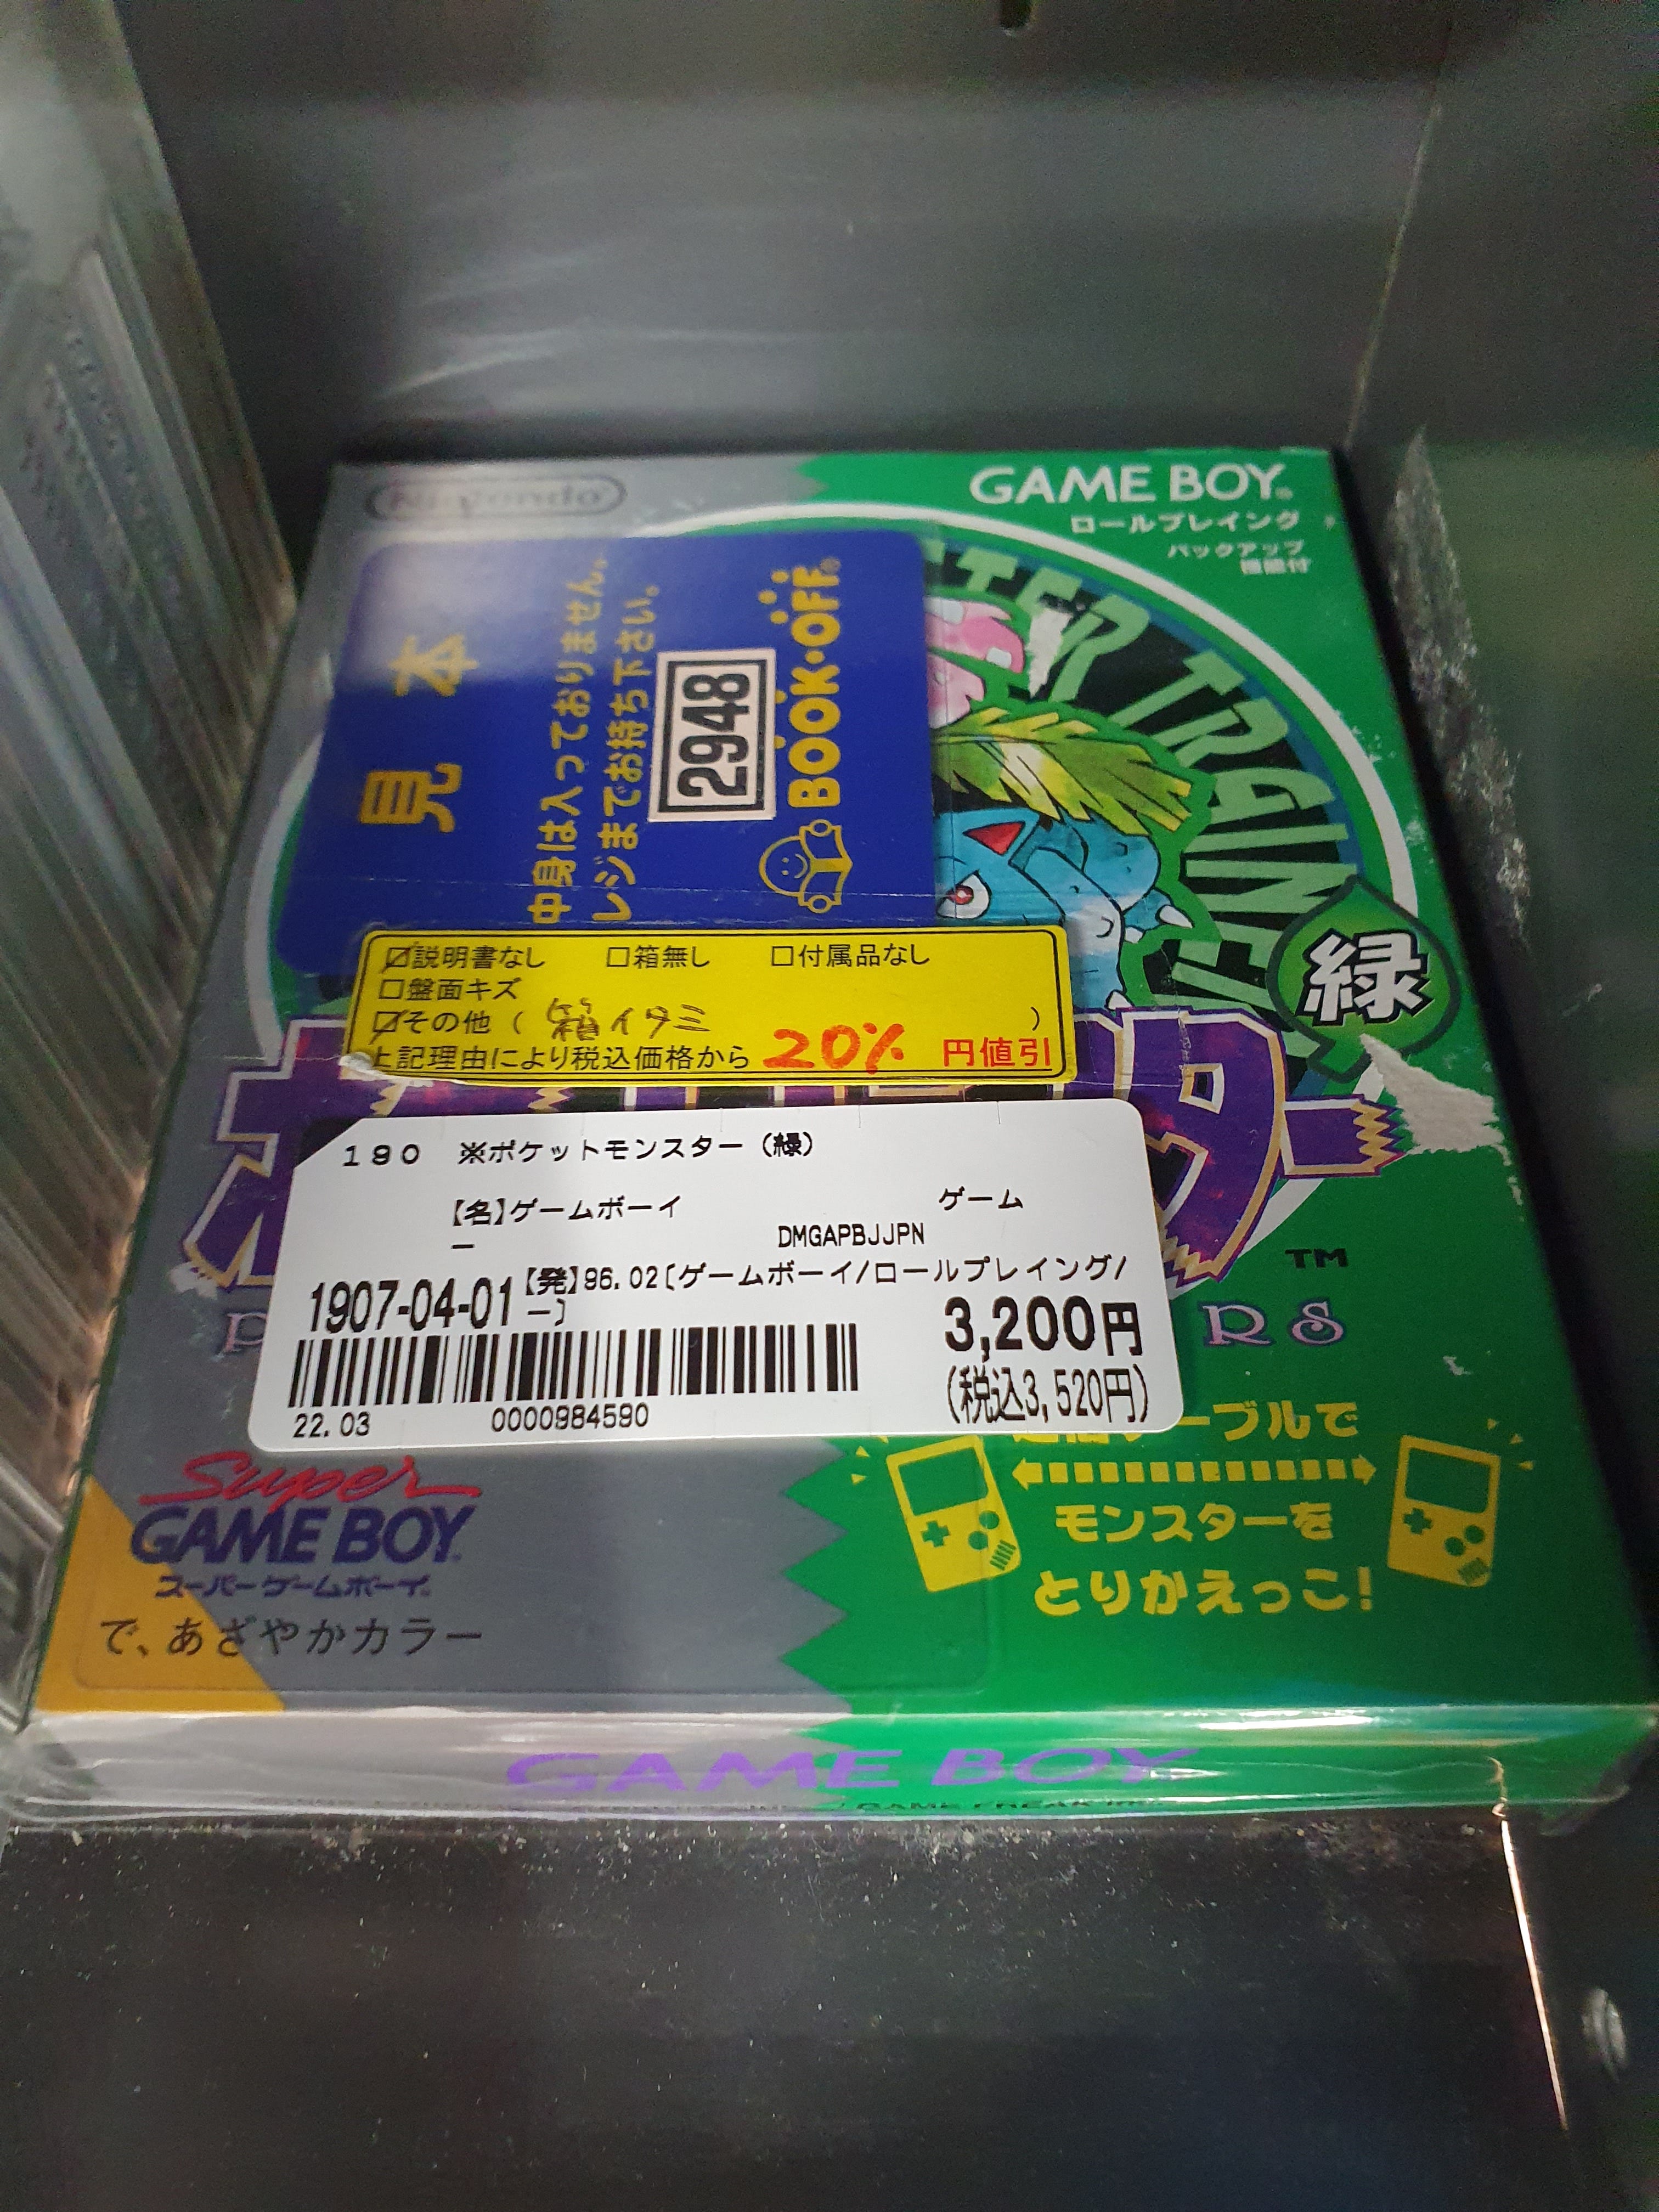 Nintendo
GAME BOY
ロールプレイング
バックアップ
機能付
TER TRAINER
見本
中身は入っておりません。
レジまでお持ち下さい。
2948
BOOK・OFF
緑
☑説明書なし □箱無し □付属品なし
□盤面キズ
☑その他（ 箱イタミ ）
上記理由により税込価格から 20% 円値引
190 ※ポケットモンスター（緑）
【名】ゲームボーイ ゲーム
— DMGAPBJJPN
1907-04-01 【発】96.02〔ゲームボーイ/ロールプレイング/
—〕
3,200円
(税込3,520円)
22.03 0000984590
TM
P RS
ーブルで
モンスターを
とりかえっこ!
Super
GAME BOY
スーパーゲームボーイ
で、あざやかカラー
GAME BOY